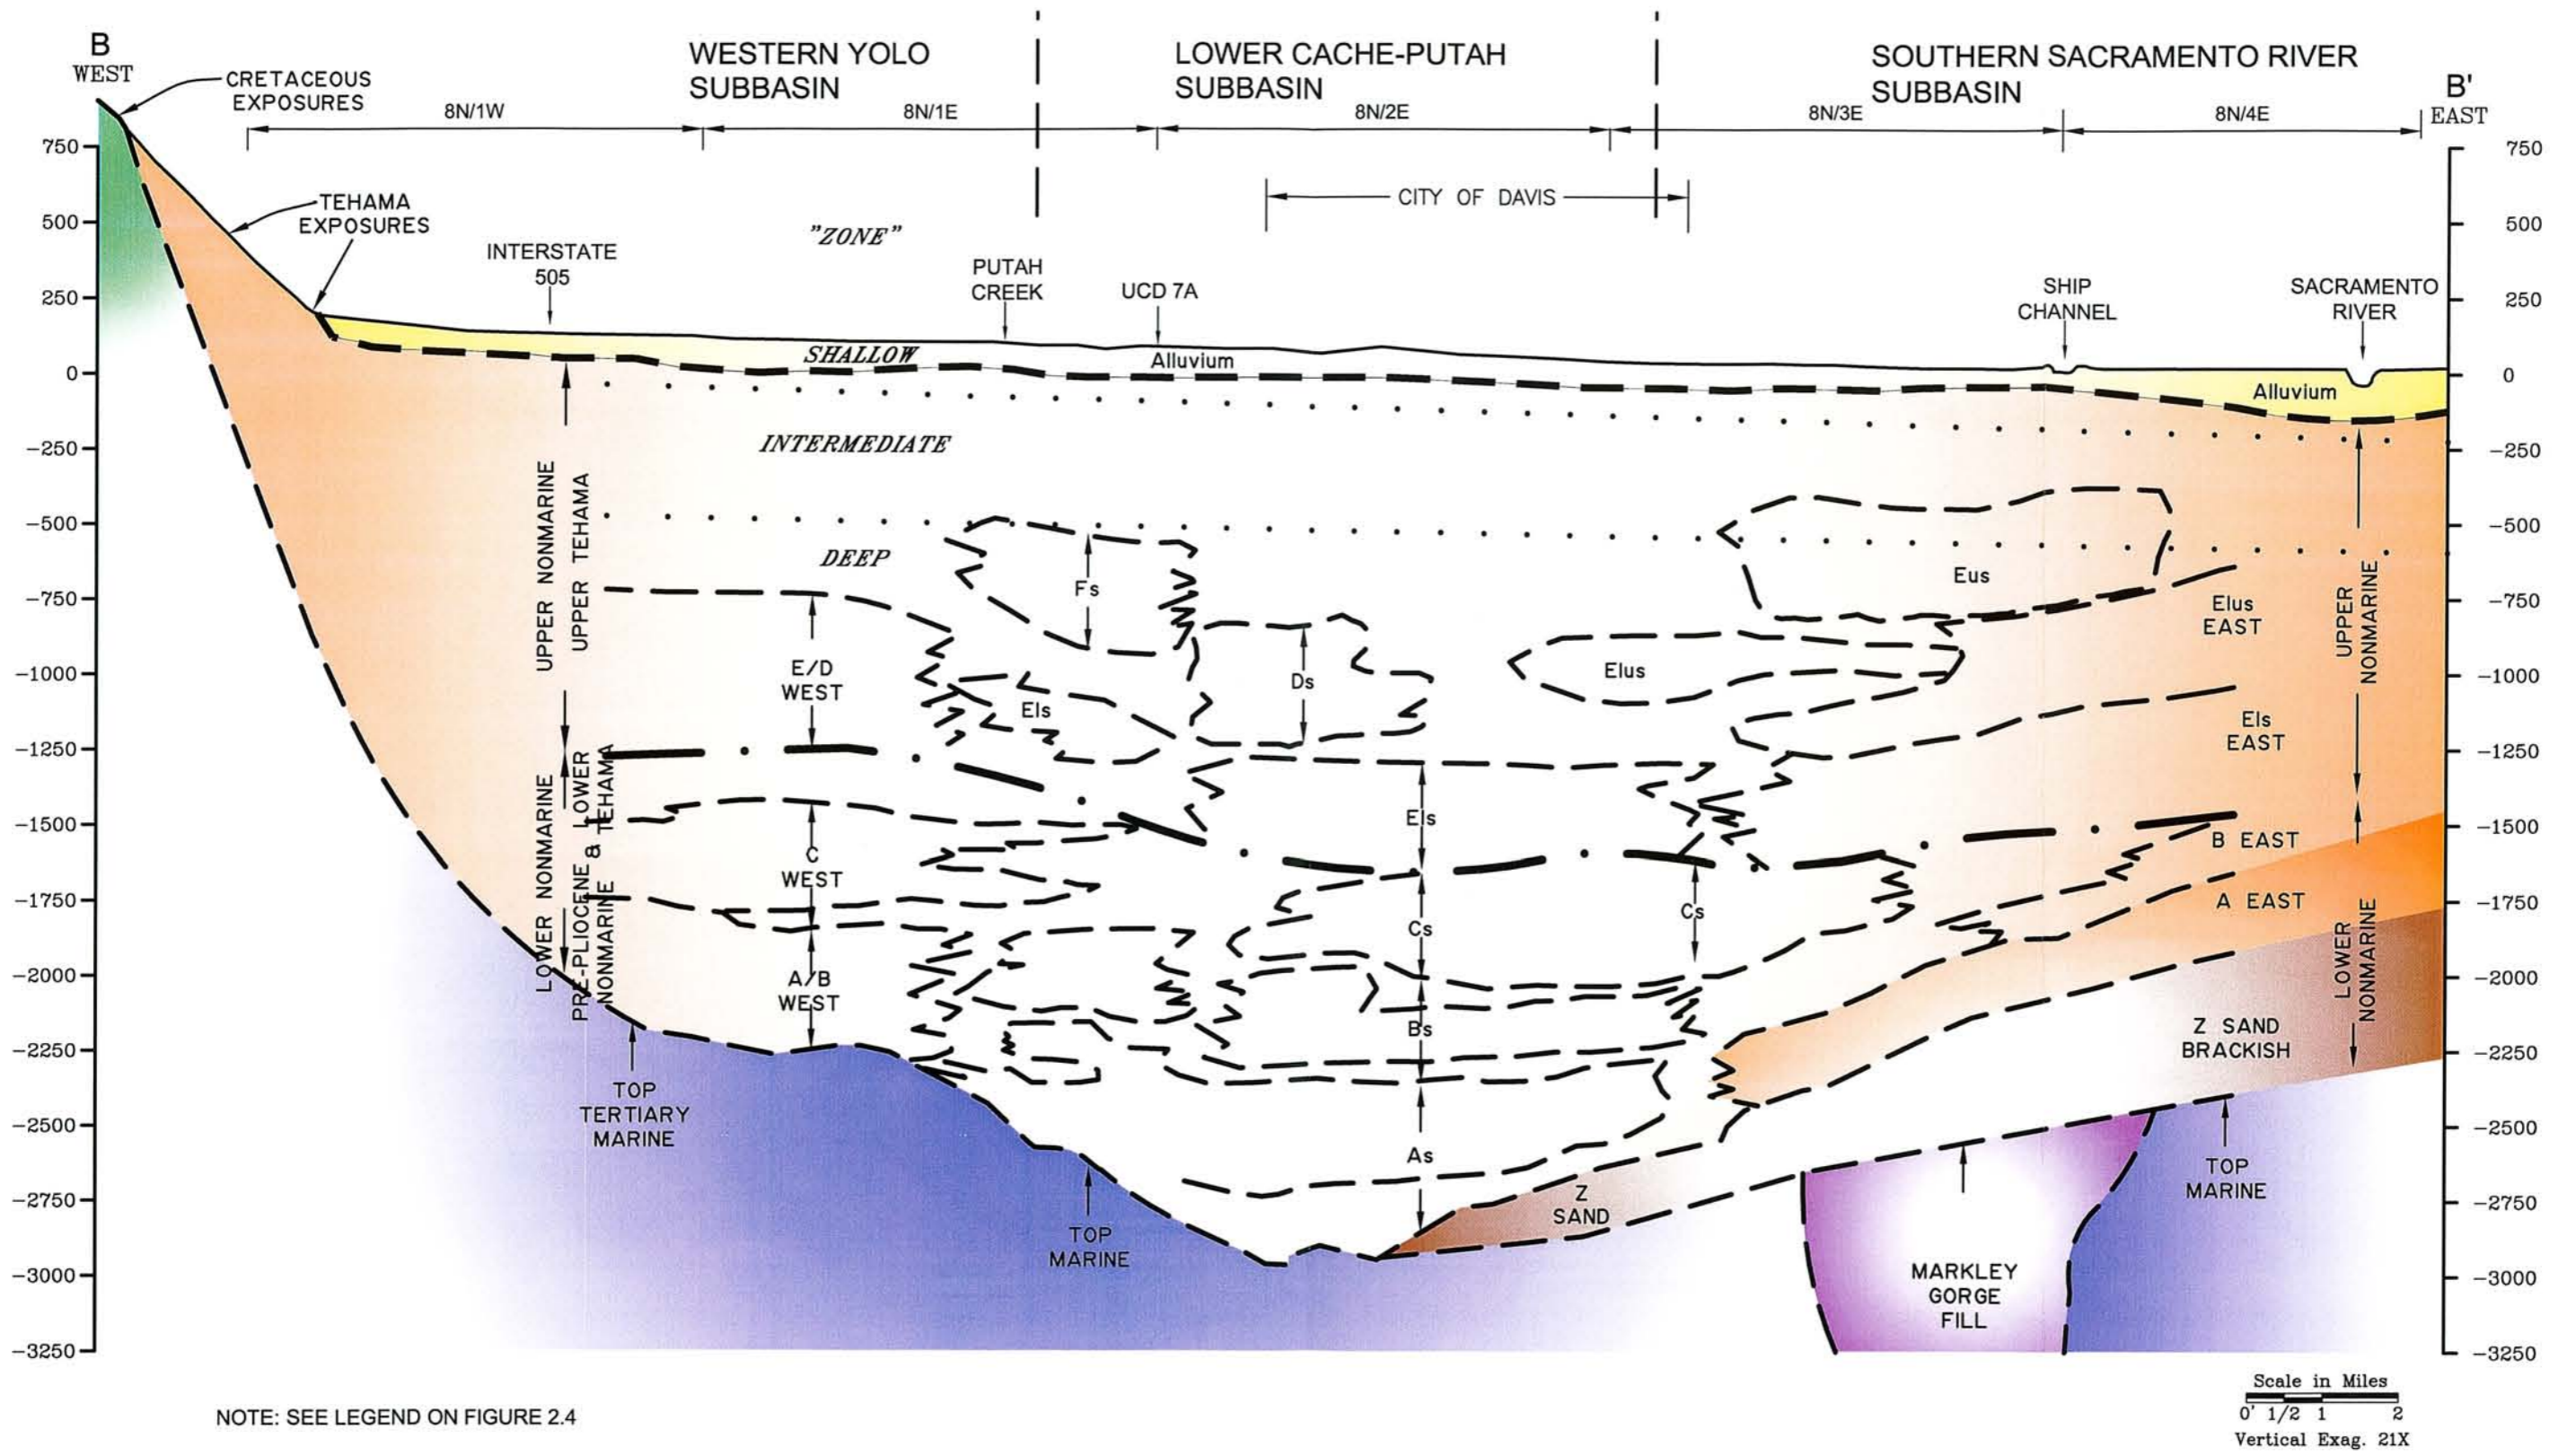 B
WEST
CRETACEOUS
EXPOSURES
WESTERN YOLO
SUBBASIN
LOWER CACHE-PUTAH
SUBBASIN
SOUTHERN SACRAMENTO RIVER
SUBBASIN
B'
EAST
8N/1W
8N/1E
8N/2E
8N/3E
8N/4E
CITY OF DAVIS
TEHAMA
EXPOSURES
"ZONE"
INTERSTATE
505
PUTAH
CREEK
UCD 7A
SHIP
CHANNEL
SACRAMENTO
RIVER
750
500
250
0
-250
-500
-750
-1000
-1250
-1500
-1750
-2000
-2250
-2500
-2750
-3000
-3250
SHALLOW
Alluvium
Alluvium
INTERMEDIATE
DEEP
UPPER NONMARINE
UPPER TEHAMA
LOWER NONMARINE
PRE-PLIOCENE & LOWER
NONMARINE TEHAMA
E/D
WEST
C
WEST
A/B
WEST
Fs
Els
Ds
Els
Cs
Bs
As
Cs
Elus
Eus
Elus
EAST
Els
EAST
B EAST
A EAST
UPPER
NONMARINE
LOWER
NONMARINE
Z SAND
BRACKISH
Z
SAND
TOP
TERTIARY
MARINE
TOP
MARINE
TOP
MARINE
MARKLEY
GORGE
FILL
750
500
250
0
-250
-500
-750
-1000
-1250
-1500
-1750
-2000
-2250
-2500
-2750
-3000
-3250
NOTE: SEE LEGEND ON FIGURE 2.4
Scale in Miles
0' 1/2 1 2
Vertical Exag. 21X